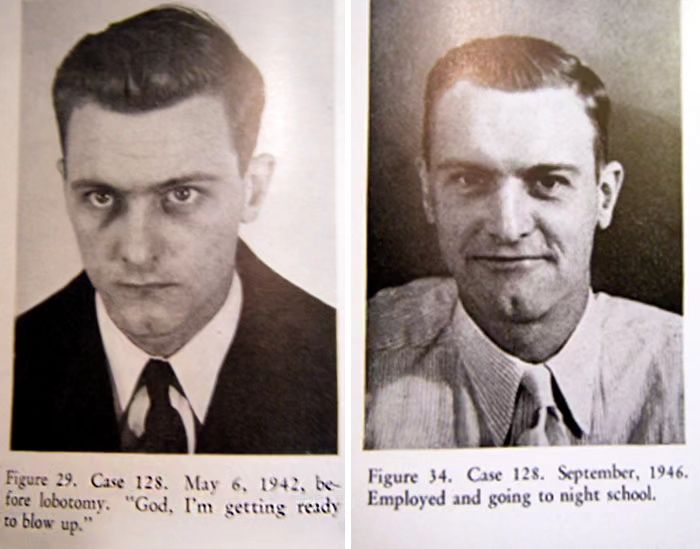 Figure 29. Case 128. May 6, 1942, be-
fore lobotomy. "God, I'm getting ready
to blow up."
Figure 34. Case 128. September, 1946.
Employed and going to night school.